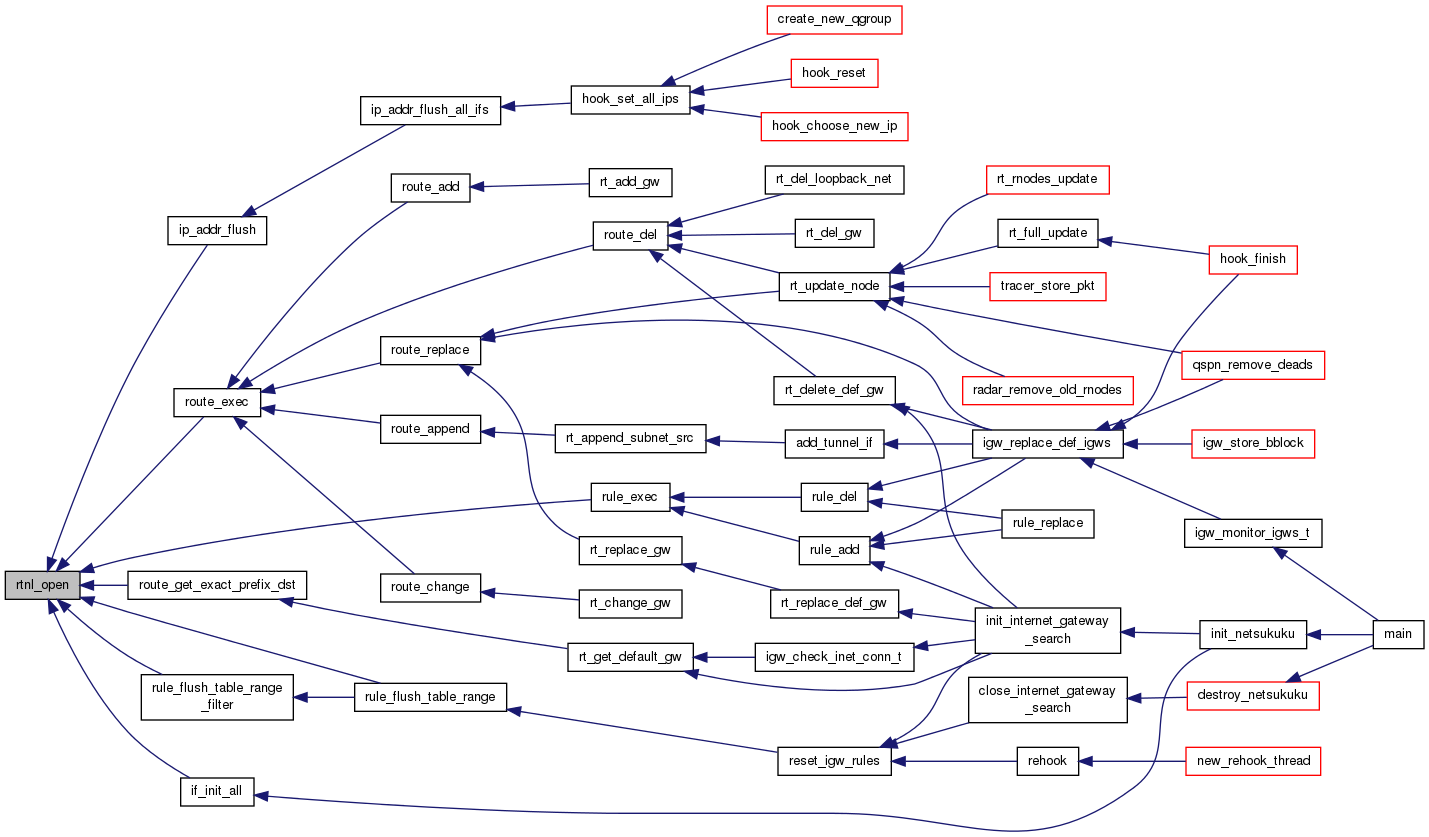 create_new_qgroup
hook_reset
ip_addr_flush_all_ifs
hook_set_all_ips
hook_choose_new_ip
route_add
rt_add_gw
rt_del_loopback_net
rt_rnodes_update
ip_addr_flush
route_del
rt_del_gw
rt_full_update
hook_finish
rt_update_node
tracer_store_pkt
route_replace
qspn_remove_deads
route_exec
rt_delete_def_gw
radar_remove_old_rnodes
route_append
rt_append_subnet_src
add_tunnel_if
igw_replace_def_igws
igw_store_bblock
rule_exec
rule_del
rule_replace
igw_monitor_igws_t
rt_replace_gw
rule_add
rtnl_open
route_get_exact_prefix_dst
route_change
rt_change_gw
rt_replace_def_gw
init_internet_gateway
_search
init_netsukuku
main
rt_get_default_gw
igw_check_inet_conn_t
rule_flush_table_range
_filter
rule_flush_table_range
close_internet_gateway
_search
destroy_netsukuku
reset_igw_rules
rehook
new_rehook_thread
if_init_all